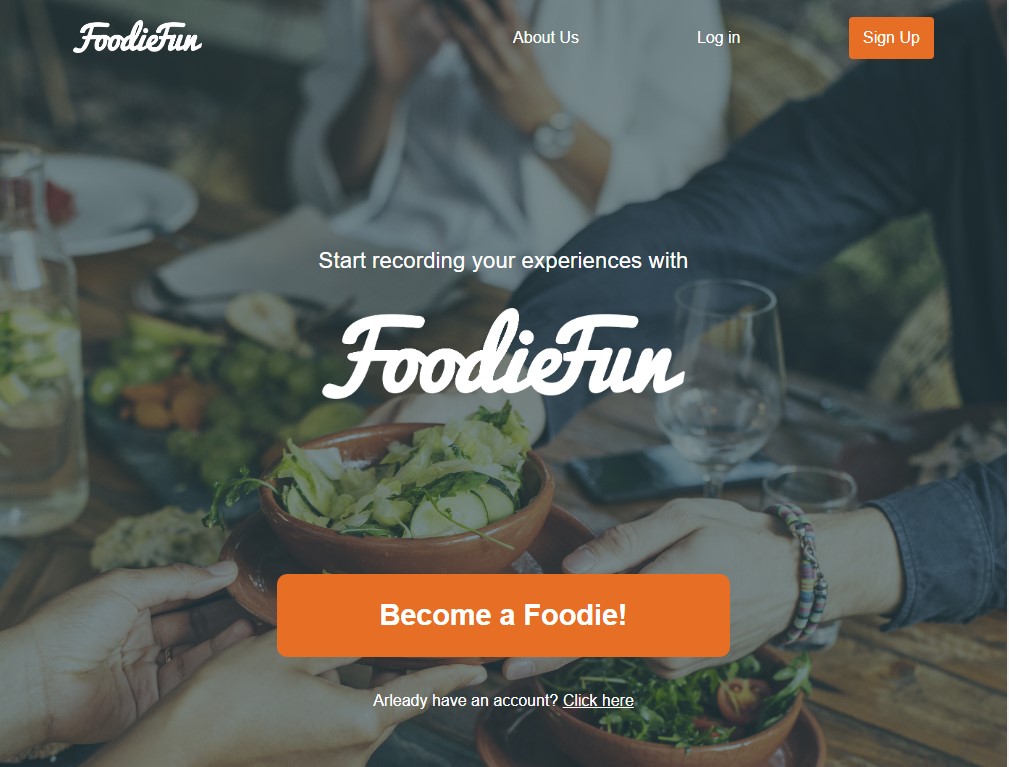 FoodieFun
About Us
Log in
Sign Up
Start recording your experiences with
FoodieFun
Become a Foodie!
Arleady have an account? Click here